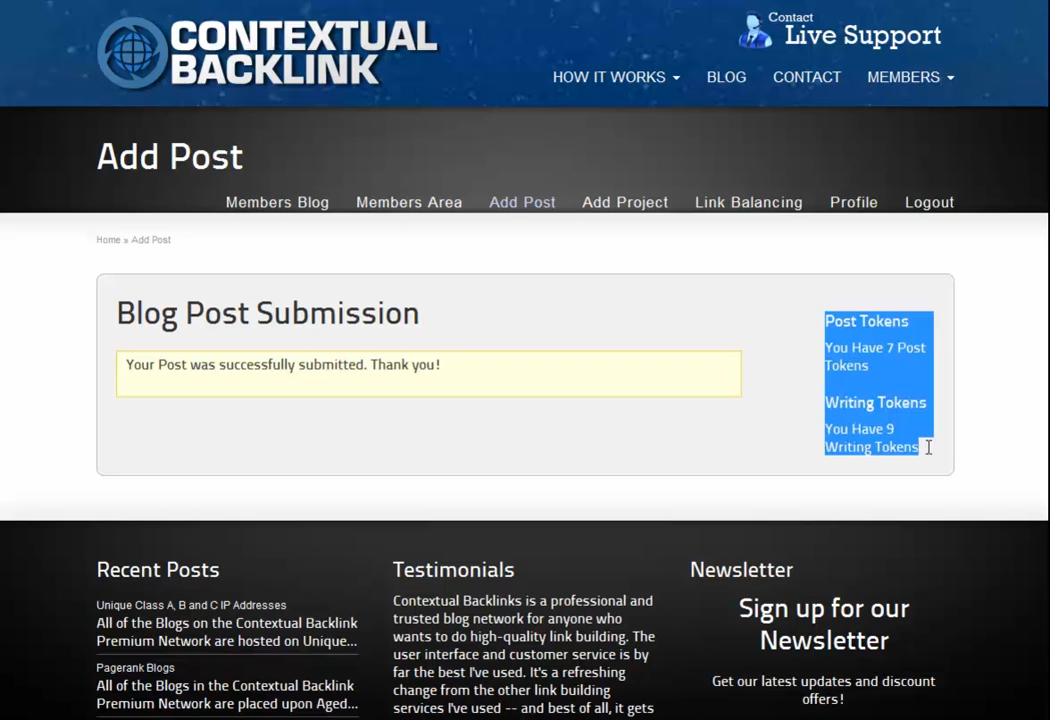 CONTEXTUAL
BACKLINK
Contact
Live Support
HOW IT WORKS
BLOG
CONTACT
MEMBERS
Add Post
Members Blog
Members Area
Add Post
Add Project
Link Balancing
Profile
Logout
Home » Add Post
Blog Post Submission
Your Post was successfully submitted. Thank you!
Post Tokens
You Have 7 Post
Tokens
Writing Tokens
You Have 9
Writing Tokens
Recent Posts
Unique Class A, B and C IP Addresses
All of the Blogs on the Contextual Backlink
Premium Network are hosted on Unique...
Pagerank Blogs
All of the Blogs in the Contextual Backlink
Premium Network are placed upon Aged...
Testimonials
Contextual Backlinks is a professional and
trusted blog network for anyone who
wants to do high-quality link building. The
user interface and customer service is by
far the best I've used. It's a refreshing
change from the other link building
services I've used -- and best of all, it gets
Newsletter
Sign up for our
Newsletter
Get our latest updates and discount
offers!